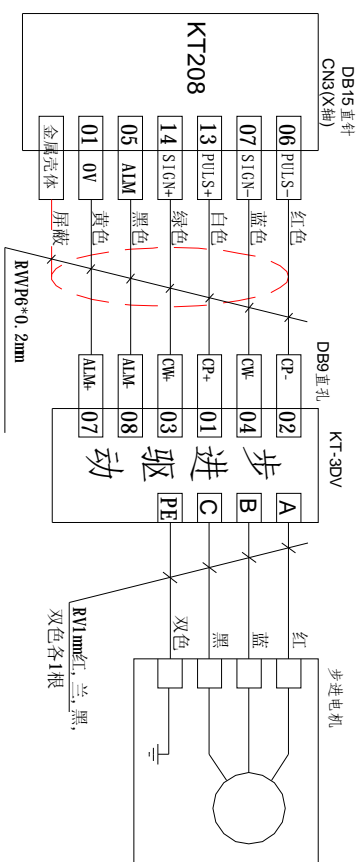 DB15直针
CN3(X轴)
KT208
06 PULS- 红色
07 SIGN- 蓝色
13 PULS+ 白色
14 SIGN+ 绿色
05 ALM 黑色
01 0V 黄色
金属壳体 屏蔽
RVVP6*0.2mm
DB9直孔
KT-3DV
CP- 02
CW- 04
CP+ 01
CW+ 03
ALM- 08
ALM+ 07
步进驱动
A 红
B 蓝
C 黑
PE 双色
RV1mm红,兰,黑,
双色各1根
步进电机